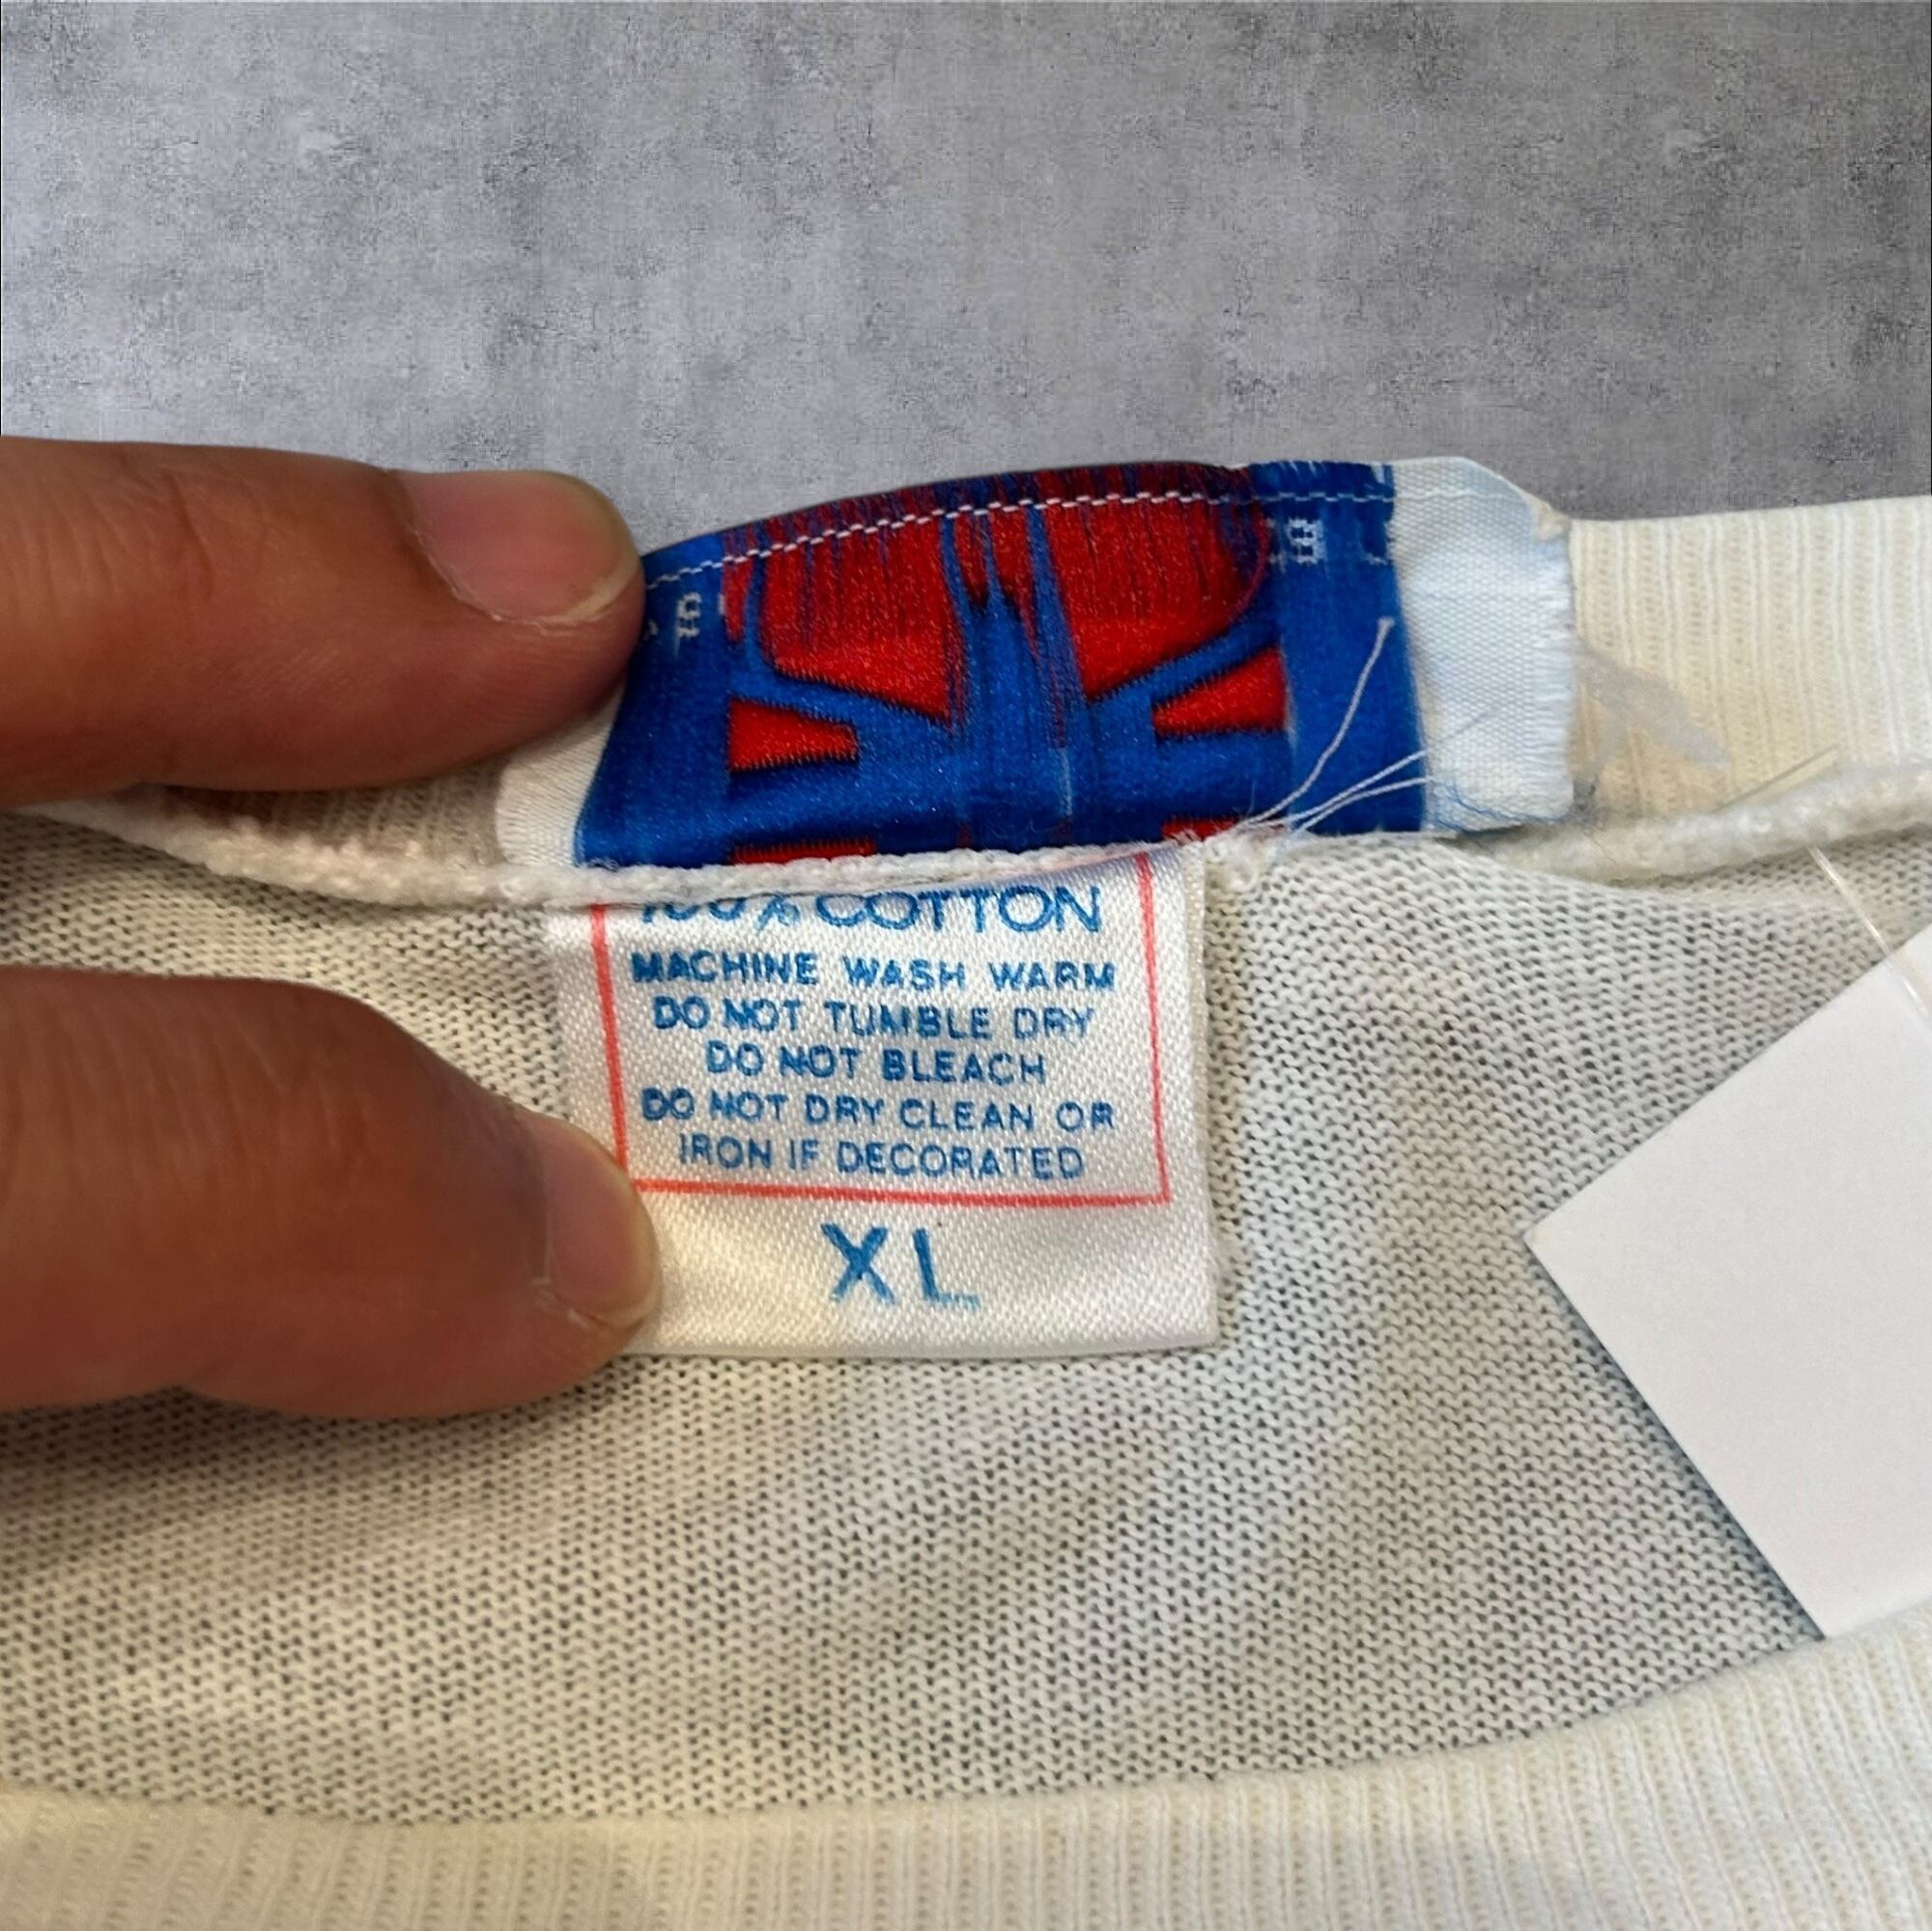 100% COTTON
MACHINE WASH WARM
DO NOT TUMBLE DRY
DO NOT BLEACH
DO NOT DRY CLEAN OR
IRON IF DECORATED
XL